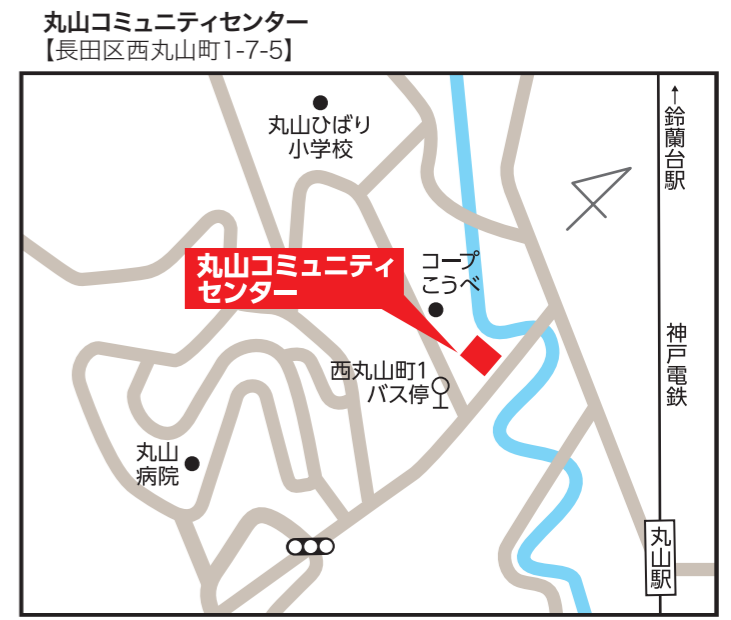 丸山コミュニティセンター
【長田区西丸山町1-7-5】
丸山ひばり
小学校
↑鈴蘭台駅
丸山コミュニティ
センター
コープ
こうべ
神戸電鉄
西丸山町1
バス停
丸山
病院
丸山駅